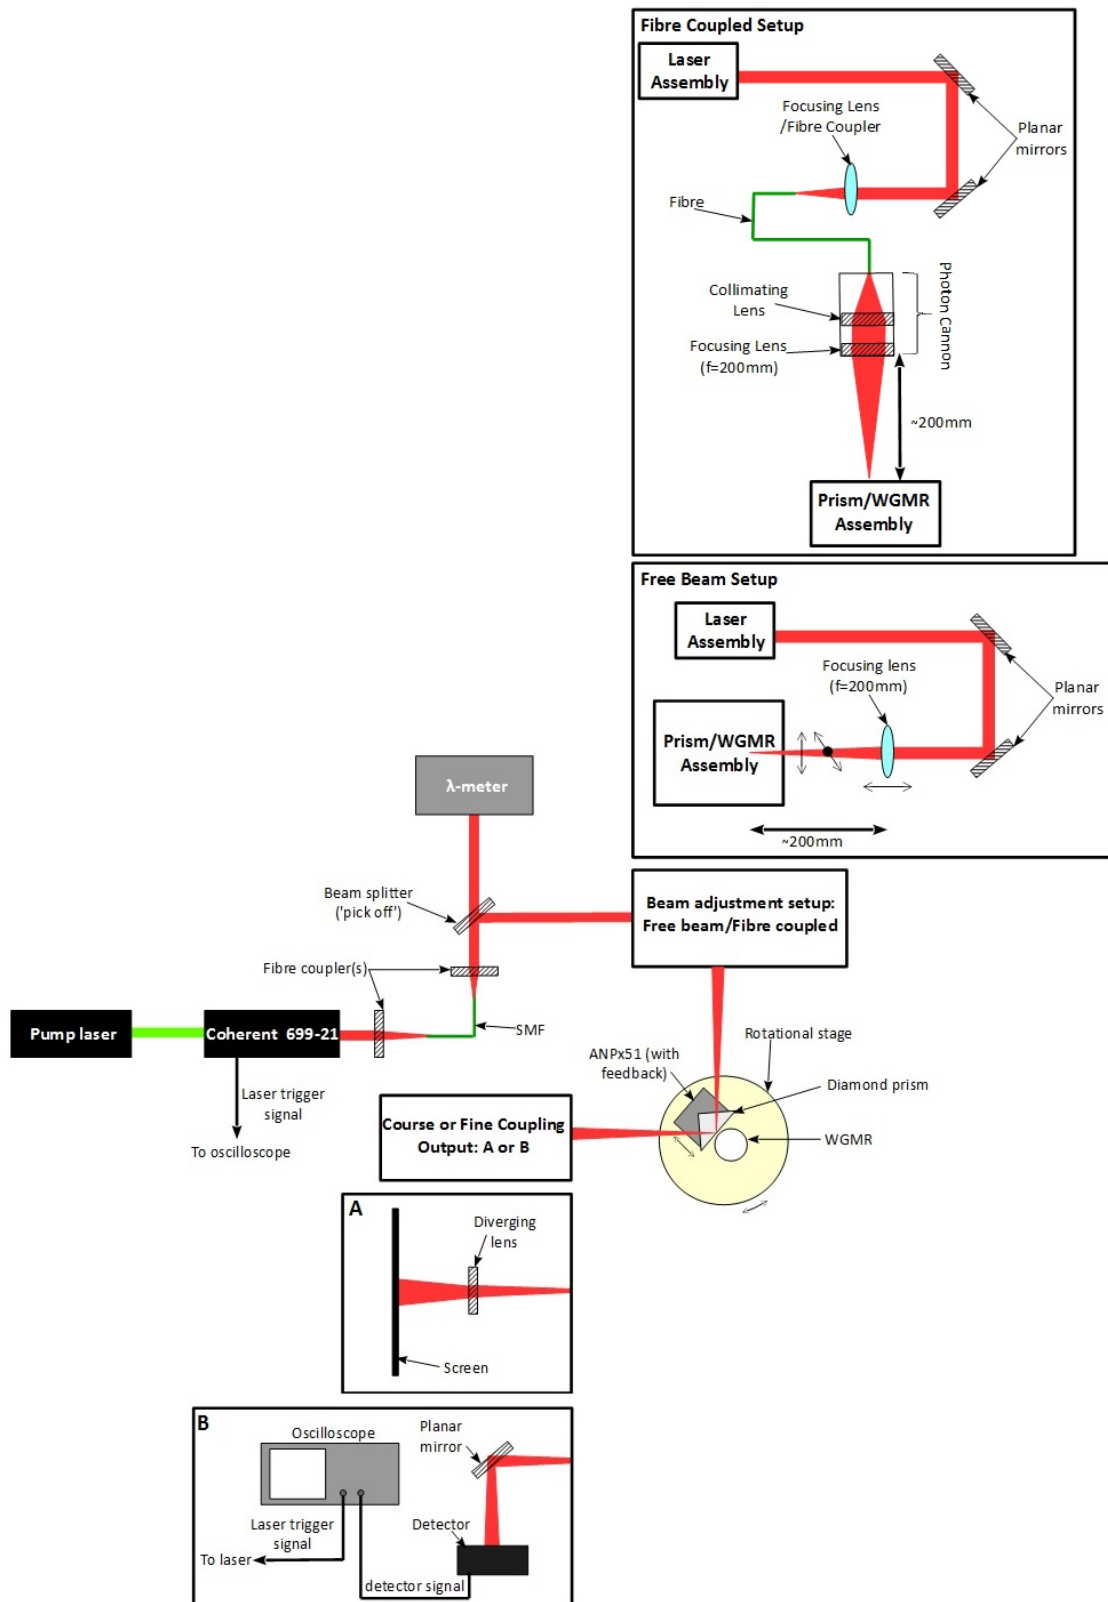 Fibre Coupled Setup
Laser
Assembly
Focusing Lens
/Fibre Coupler
Planar
mirrors
Fibre
Photon Cannon
Collimating
Lens
Focusing Lens
(f=200mm)
~200mm
Prism/WGMR
Assembly
Free Beam Setup
Laser
Assembly
Focusing lens
(f=200mm)
Planar
mirrors
Prism/WGMR
Assembly
~200mm
λ-meter
Beam splitter
('pick off')
Beam adjustment setup:
Free beam/Fibre coupled
Fibre coupler(s)
SMF
Pump laser
Coherent 699-21
Rotational stage
ANPx51 (with
feedback)
Diamond prism
Laser trigger
signal
WGMR
Course or Fine Coupling
Output: A or B
To oscilloscope
A
Diverging
lens
Screen
B
Oscilloscope
Planar
mirror
Laser trigger
signal
Detector
To laser
detector signal